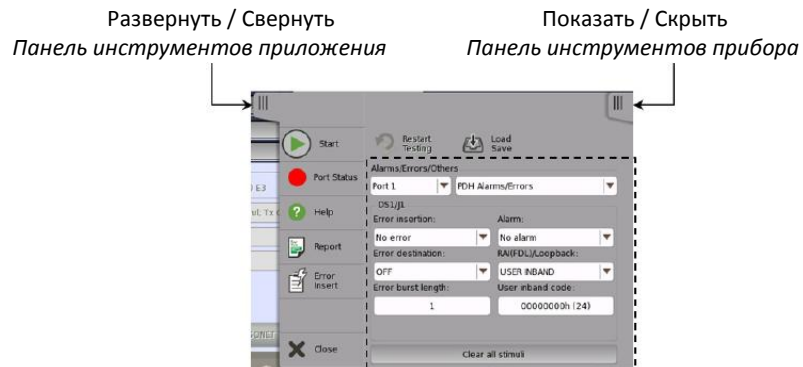 Развернуть / Свернуть
Панель инструментов приложения
Показать / Скрыть
Панель инструментов прибора
Start
Restart
Testing
Load
Save
Port Status
Help
Report
Error
Insert
Close
Alarms/Errors/Others
Port 1
PDH Alarms/Errors
DS1/J1
Error insertion:
Alarm:
No error
No alarm
Error destination:
RAI(FDL)/Loopback:
OFF
USER INBAND
Error burst length:
User inband code:
1
00000000h (24)
Clear all stimuli
E3